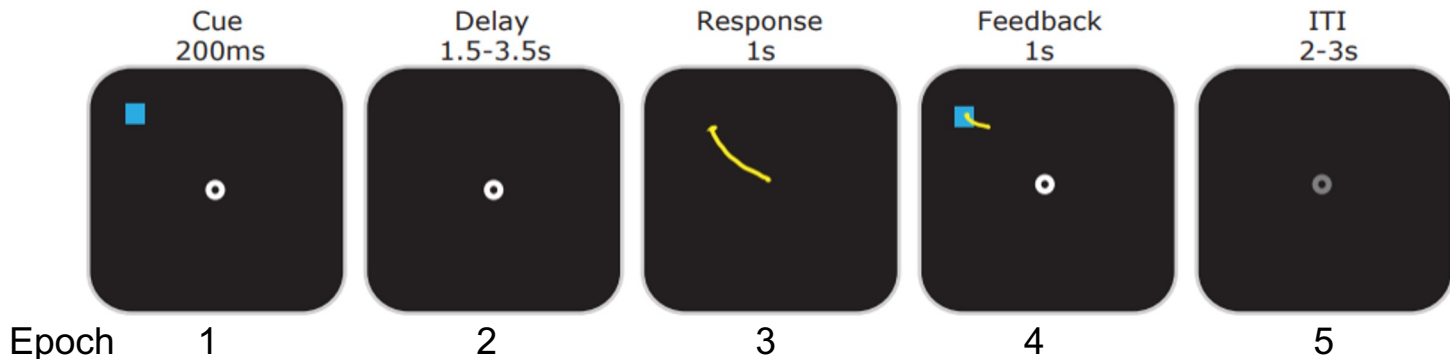 Cue Delay Response Feedback ITI
200ms 1.5-3.5s 1s 1s 2-3s
Epoch 1 2 3 4 5